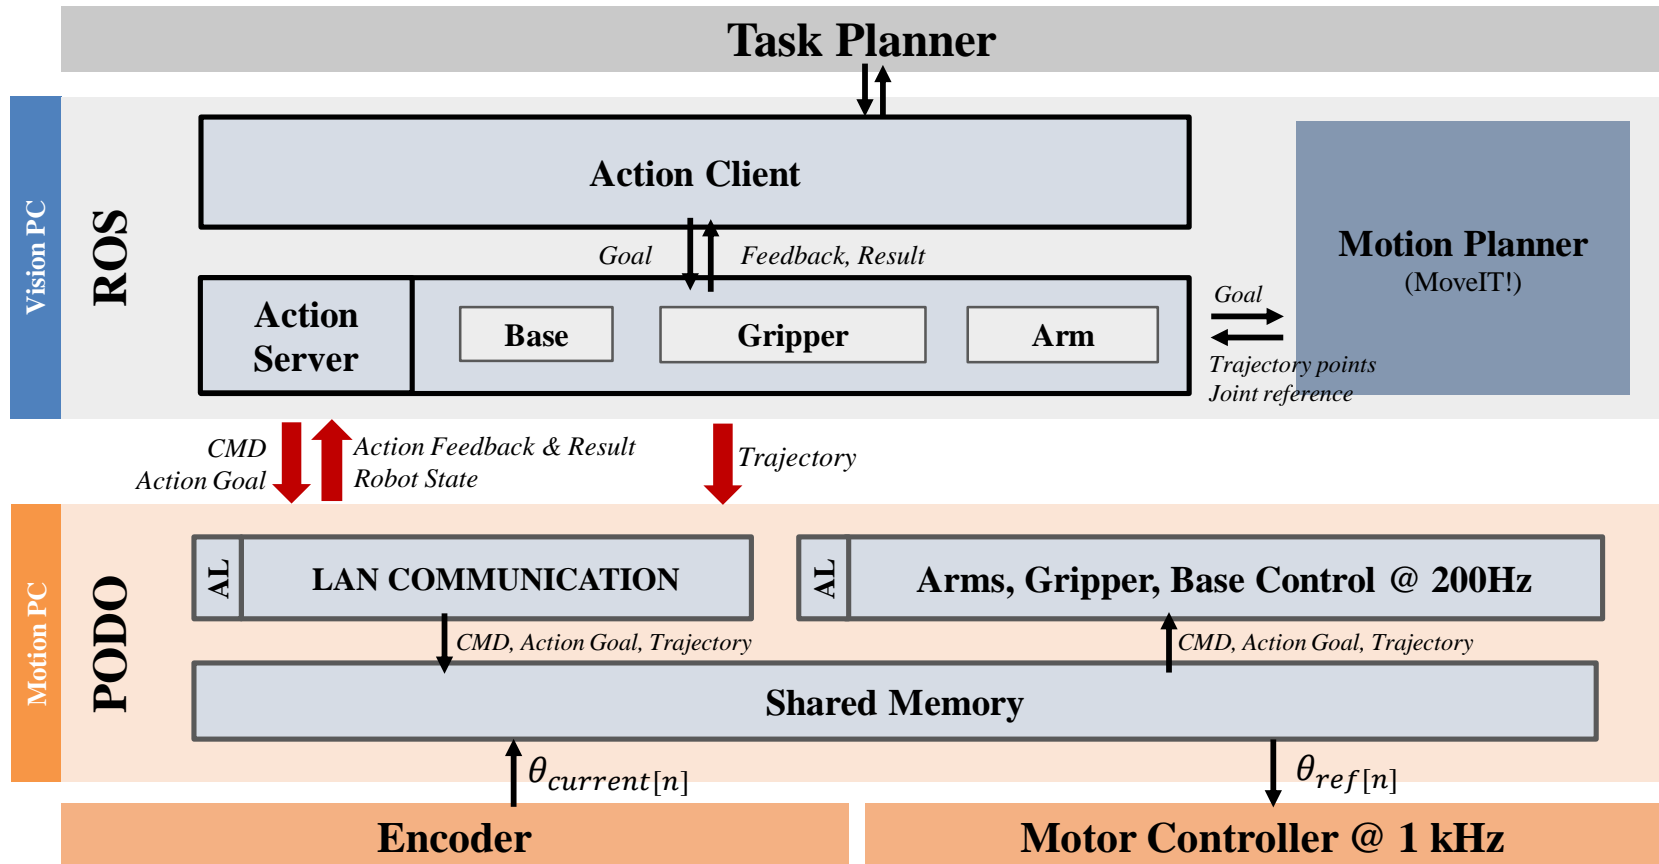 Task Planner
Vision PC
ROS
Action Client
Goal
Feedback, Result
Action
Server
Base
Gripper
Arm
Goal
Trajectory points
Joint reference
Motion Planner
(MoveIT!)
CMD
Action Goal
Action Feedback & Result
Robot State
Trajectory
Motion PC
PODO
AL
LAN COMMUNICATION
AL
Arms, Gripper, Base Control @ 200Hz
CMD, Action Goal, Trajectory
CMD, Action Goal, Trajectory
Shared Memory
θcurrent[n]
θref[n]
Encoder
Motor Controller @ 1 kHz